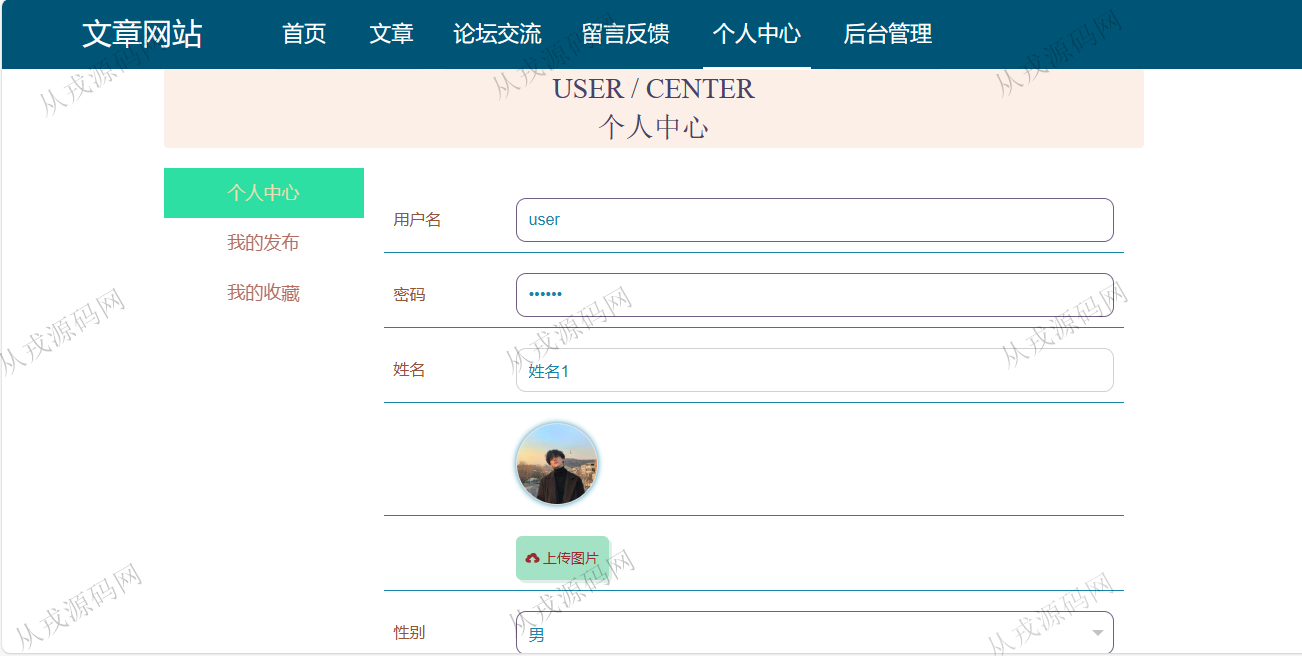 文章网站 首页 文章 论坛交流 留言反馈 个人中心 后台管理
USER / CENTER
个人中心
个人中心
我的发布
我的收藏
用户名 user
密码 ••••••
姓名 姓名1
上传图片
性别 男
从戎源码网
从戎源码网
从戎源码网
从戎源码网
从戎源码网
从戎源码网
从戎源码网
从戎源码网
从戎源码网